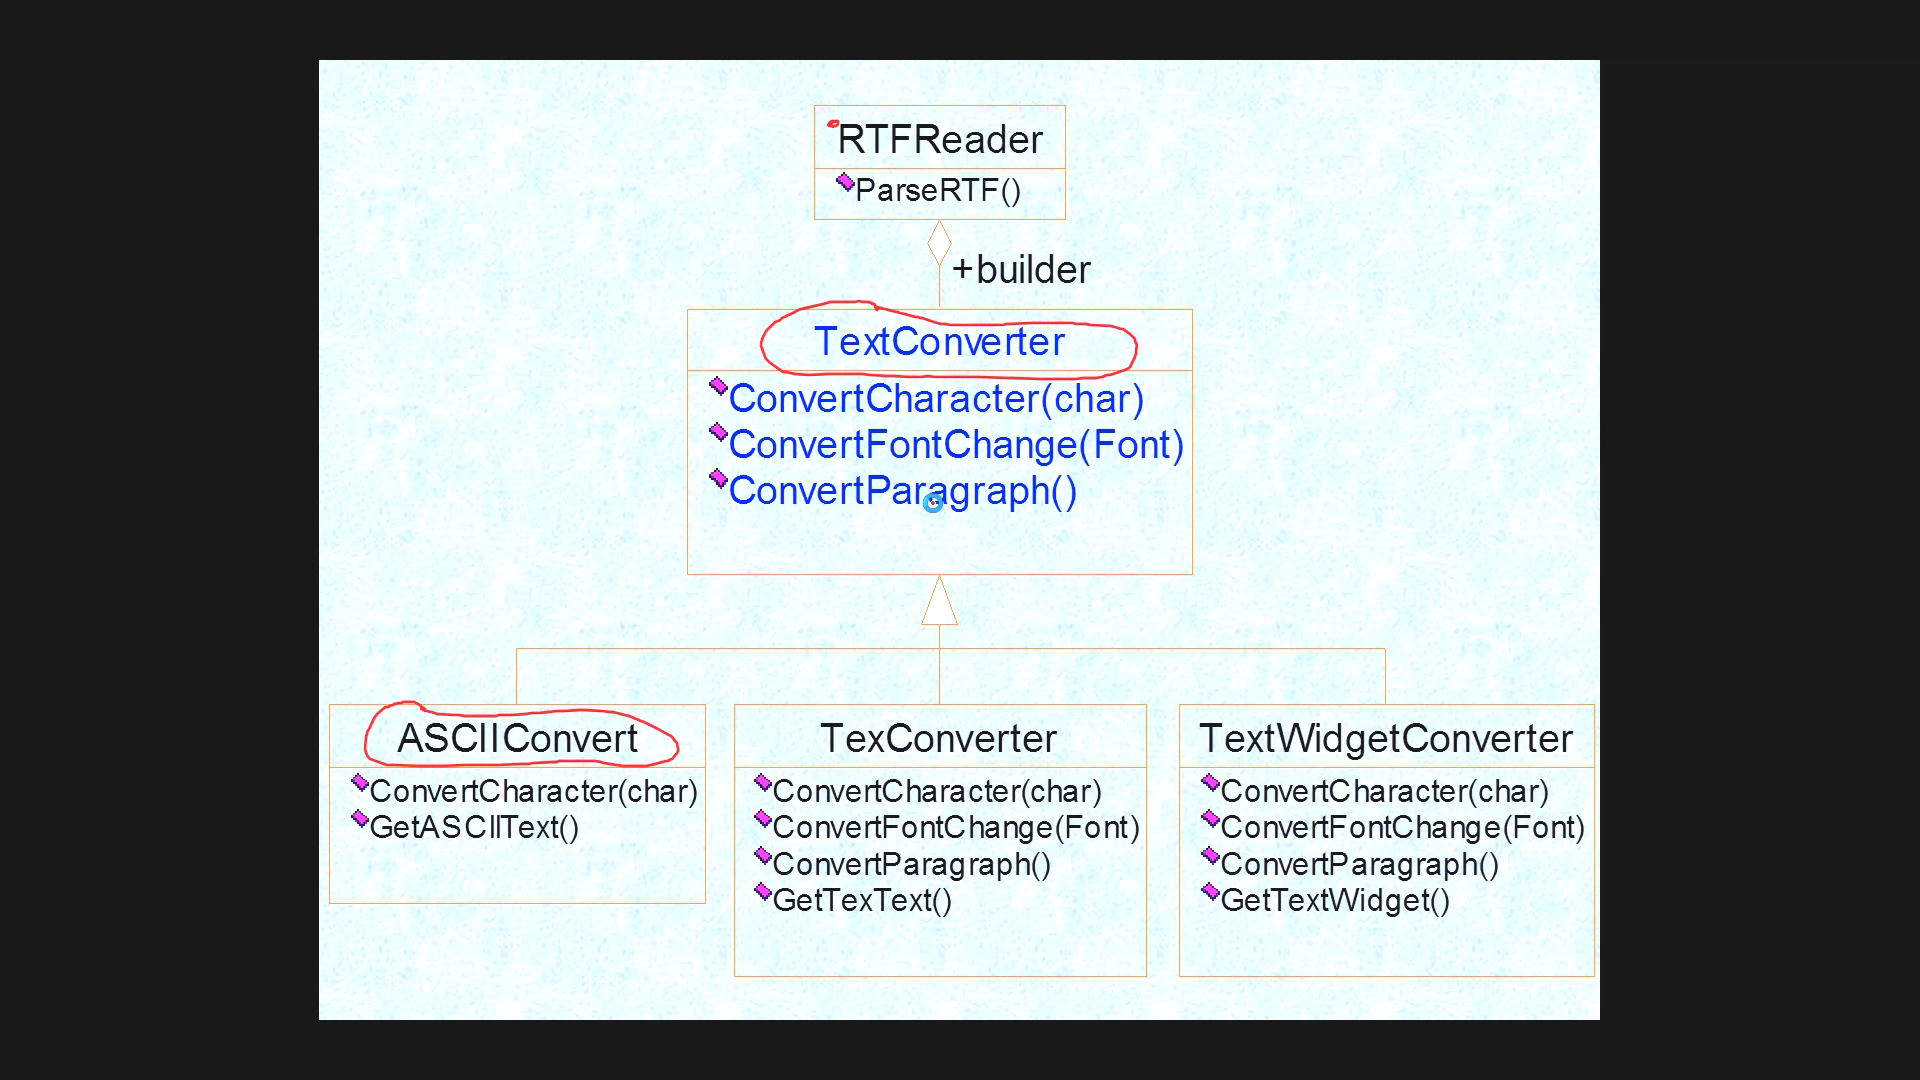 RTFReader
ParseRTF()
+builder
TextConverter
ConvertCharacter(char)
ConvertFontChange(Font)
ConvertParagraph()
ASCIIConvert
ConvertCharacter(char)
GetASCIIText()
TexConverter
ConvertCharacter(char)
ConvertFontChange(Font)
ConvertParagraph()
GetTexText()
TextWidgetConverter
ConvertCharacter(char)
ConvertFontChange(Font)
ConvertParagraph()
GetTextWidget()